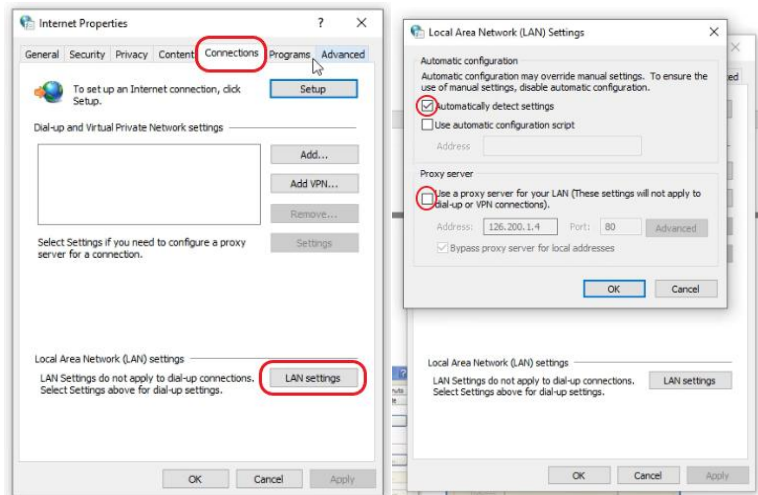 Internet Properties
General Security Privacy Content Connections Programs Advanced
To set up an Internet connection, click
Setup.
Setup
Dial-up and Virtual Private Network settings
Add...
Add VPN...
Remove...
Select Settings if you need to configure a proxy
server for a connection.
Settings
Local Area Network (LAN) settings
LAN Settings do not apply to dial-up connections.
Select Settings above for dial-up settings.
LAN settings
OK Cancel Apply
Local Area Network (LAN) Settings
Automatic configuration
Automatic configuration may override manual settings. To ensure the
use of manual settings, disable automatic configuration.
Automatically detect settings
Use automatic configuration script
Address
Proxy server
Use a proxy server for your LAN (These settings will not apply to
dial-up or VPN connections).
Address: 126.200.1.4 Port: 80 Advanced
Bypass proxy server for local addresses
OK Cancel
Local Area Network (LAN) settings
LAN Settings do not apply to dial-up connections.
Select Settings above for dial-up settings.
LAN settings
OK Cancel Apply